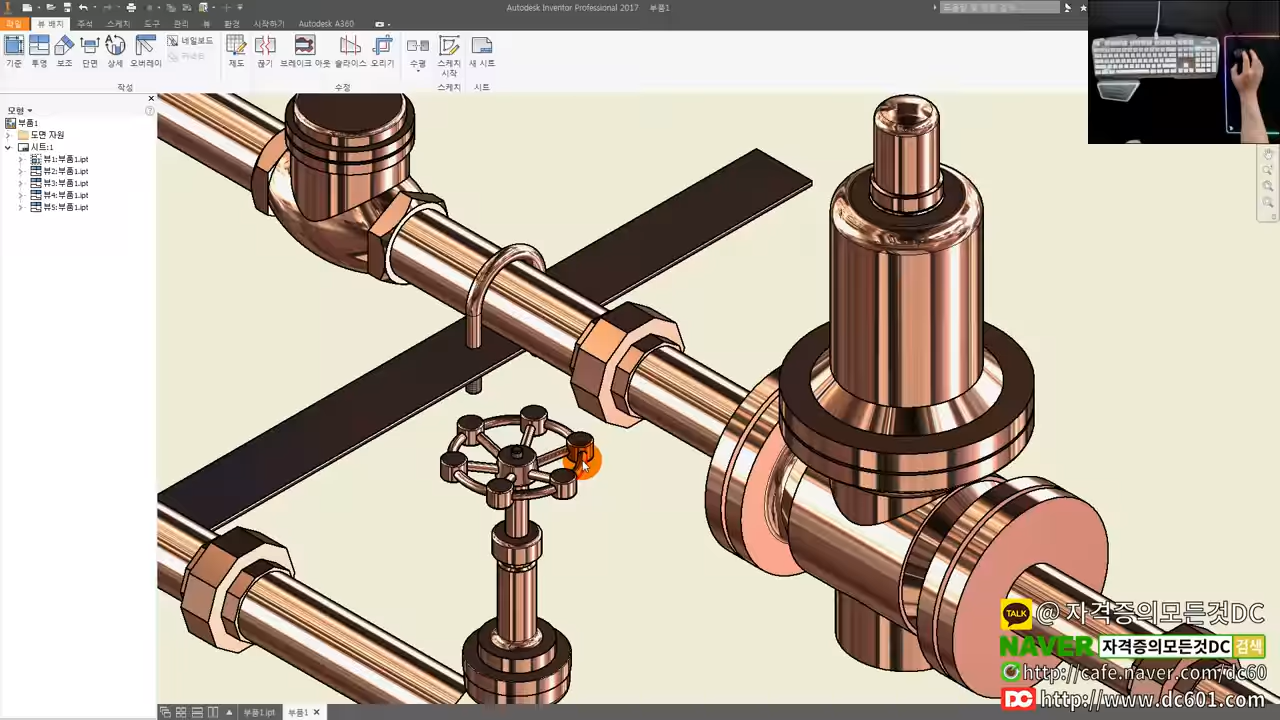 Autodesk Inventor Professional 2017 부품1
파일 뷰 배치 주석 스케치 도구 관리 뷰 환경 시작하기 Autodesk A360
기준 투영 보조 단면 상세 오버레이 네일보드 커넥터 제도 끊기 브레이크 아웃 슬라이스 오리기 스케치 시작 새 시트
작성 수정 스케치 시트
모형
부품1
도면 자원
시트:1
뷰1:부품1.ipt
뷰2:부품1.ipt
뷰3:부품1.ipt
뷰4:부품1.ipt
뷰5:부품1.ipt
TALK @ 자격증의모든것DC
NAVER 자격증의모든것DC 검색
http://cafe.naver.com/dc60
DC http://www.dc601.com
부품1.ipt 부품1